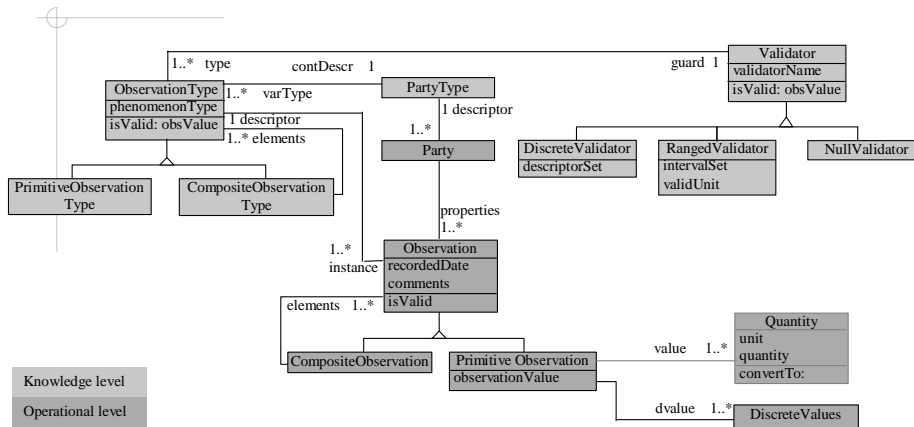 Validator
1..* type
contDescr 1
guard 1
validatorName
isValid: obsValue
ObservationType
phenomenonType
isValid: obsValue
1..* varType
PartyType
1 descriptor
1 descriptor
1..* elements
1..*
Party
DiscreteValidator
descriptorSet
RangedValidator
intervalSet
validUnit
NullValidator
PrimitiveObservation
Type
CompositeObservation
Type
properties
1..*
1..*
instance
Observation
recordedDate
comments
isValid
elements 1..*
CompositeObservation
Primitive Observation
observationValue
value 1..*
Quantity
unit
quantity
convertTo:
dvalue 1..*
DiscreteValues
Knowledge level
Operational level